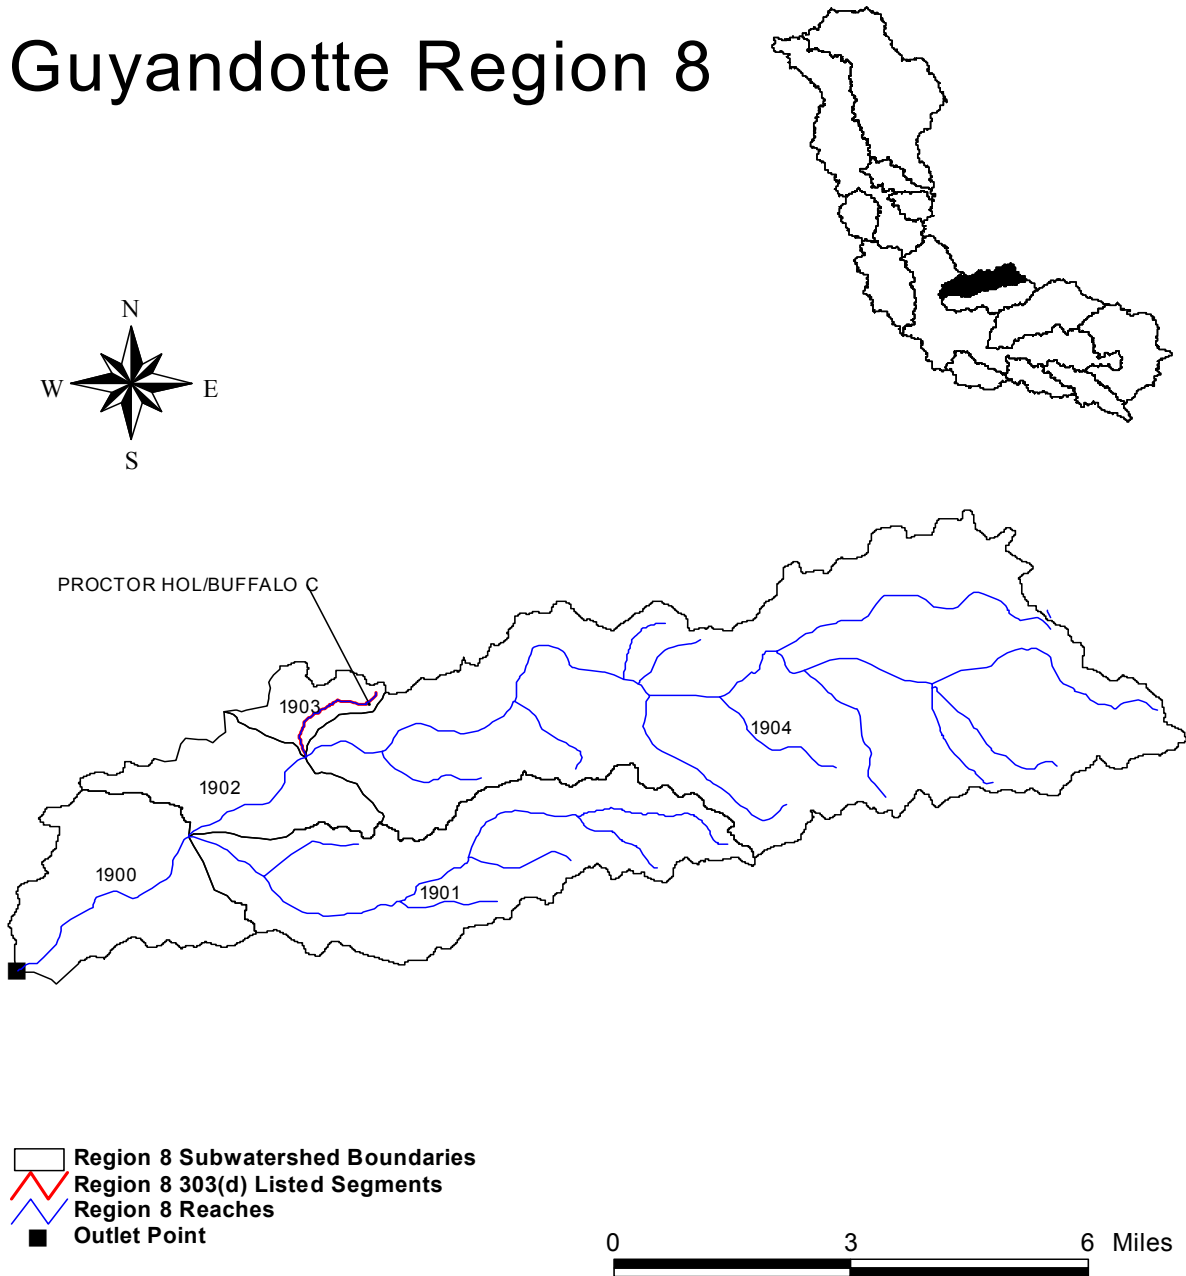 Guyandotte Region 8
N
W
E
S
PROCTOR HOL/BUFFALO C
1903
1904
1902
1900
1901
Region 8 Subwatershed Boundaries
Region 8 303(d) Listed Segments
Region 8 Reaches
Outlet Point
0 3 6 Miles